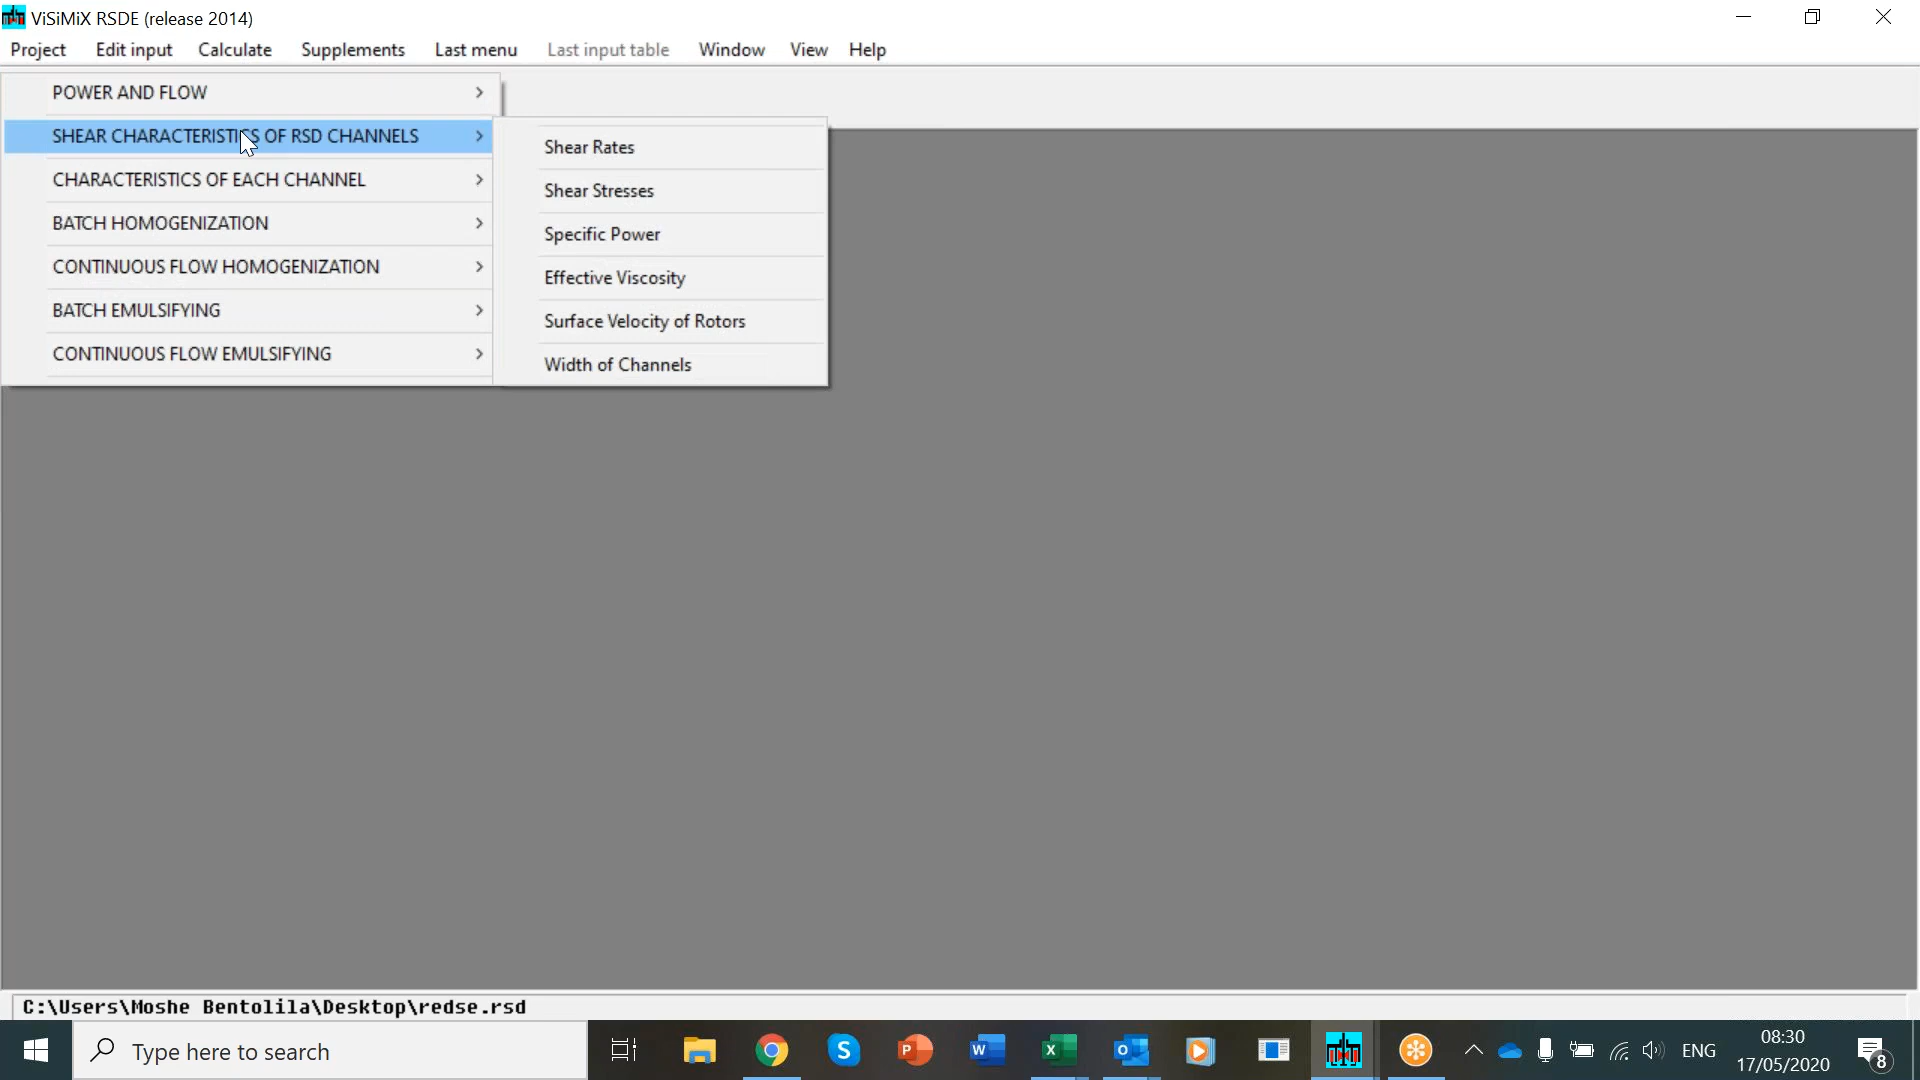 ViSiMiX RSDE (release 2014)
Project Edit input Calculate Supplements Last menu Last input table Window View Help
POWER AND FLOW
SHEAR CHARACTERISTICS OF RSD CHANNELS
CHARACTERISTICS OF EACH CHANNEL
BATCH HOMOGENIZATION
CONTINUOUS FLOW HOMOGENIZATION
BATCH EMULSIFYING
CONTINUOUS FLOW EMULSIFYING
Shear Rates
Shear Stresses
Specific Power
Effective Viscosity
Surface Velocity of Rotors
Width of Channels
C:\Users\Moshe Bentolila\Desktop\redse.rsd
Type here to search
ENG
08:30
17/05/2020
8